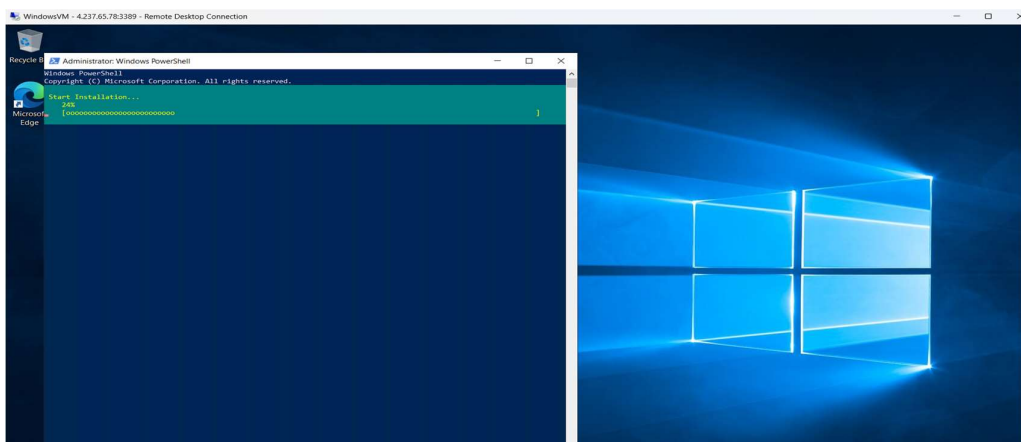 WindowsVM - 4.237.65.78:3389 - Remote Desktop Connection
Recycle B
Administrator: Windows PowerShell
Windows PowerShell
Copyright (C) Microsoft Corporation. All rights reserved.
Start Installation...
24%
[oooooooooooooooooooooooooo ]
Microsof
Edge